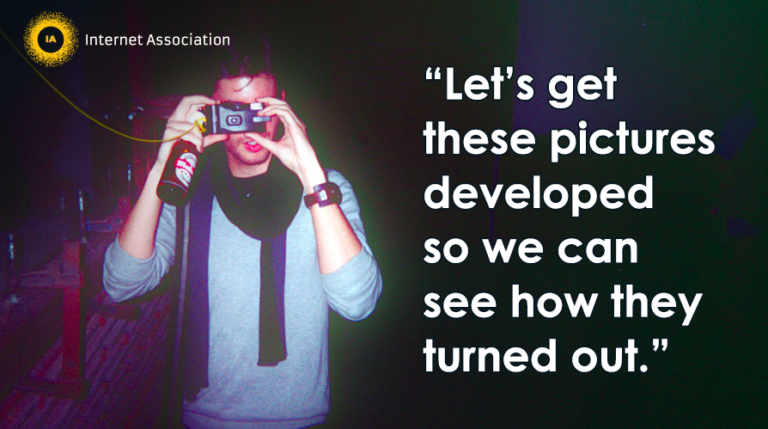 IA
Internet Association
“Let’s get
these pictures
developed
so we can
see how they
turned out.”